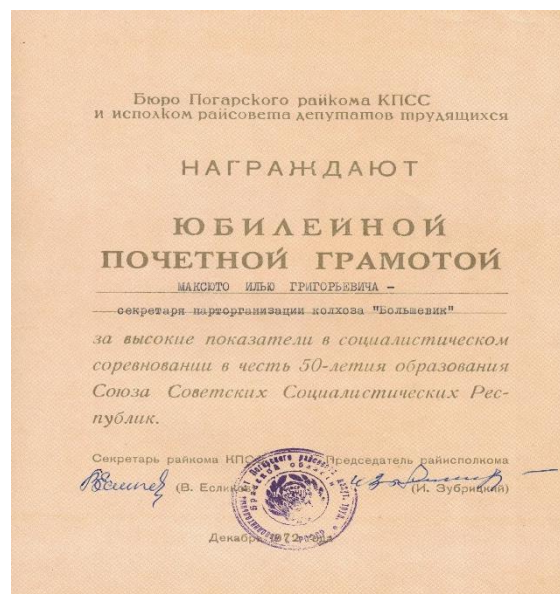 Бюро Погарского райкома КПСС
и исполком райсовета депутатов трудящихся
НАГРАЖДАЮТ
ЮБИЛЕЙНОЙ
ПОЧЕТНОЙ ГРАМОТОЙ
МАКСЮТО ИЛЬЮ ГРИГОРЬЕВИЧА –
секретаря парторганизации колхоза "Большевик"
за высокие показатели в социалистическом
соревновании в честь 50-летия образования
Союза Советских Социалистических Рес-
публик.
Секретарь райкома КПСС Председатель райисполкома
(В. Есликов) (И. Зубрицкий)
Декабрь 1972 года